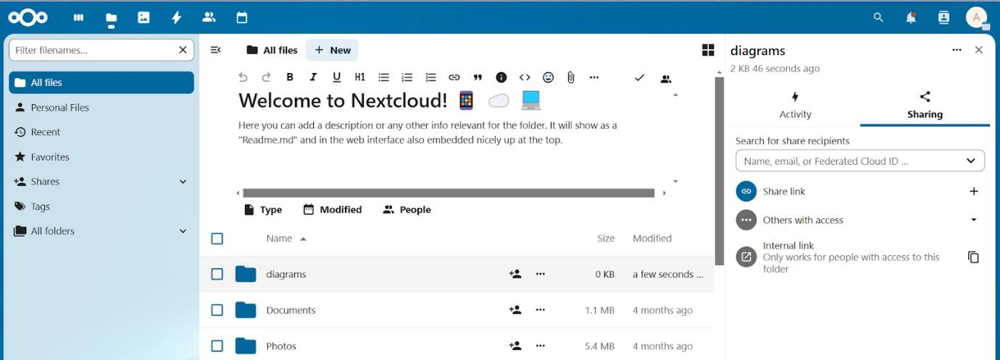 Filter filenames...
All files
Personal Files
Recent
Favorites
Shares
Tags
All folders
All files
+ New
B I U H1
Welcome to Nextcloud!
Here you can add a description or any other info relevant for the folder. It will show as a
"Readme.md" and in the web interface also embedded nicely up at the top.
Type Modified People
Name Size Modified
diagrams 0 KB a few seconds ...
Documents 1.1 MB 4 months ago
Photos 5.4 MB 4 months ago
A
diagrams
2 KB 46 seconds ago
Activity Sharing
Search for share recipients
Name, email, or Federated Cloud ID ...
Share link
Others with access
Internal link
Only works for people with access to this
folder